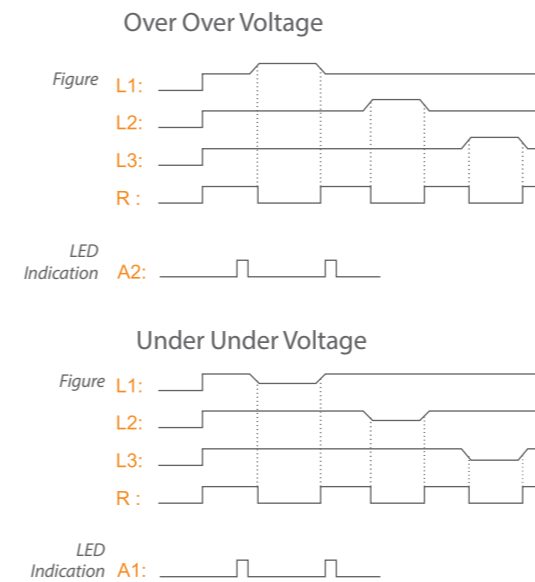 Over Over Voltage
Figure L1:
L2:
L3:
R :
LED
Indication A2:
Under Under Voltage
Figure L1:
L2:
L3:
R :
LED
Indication A1: